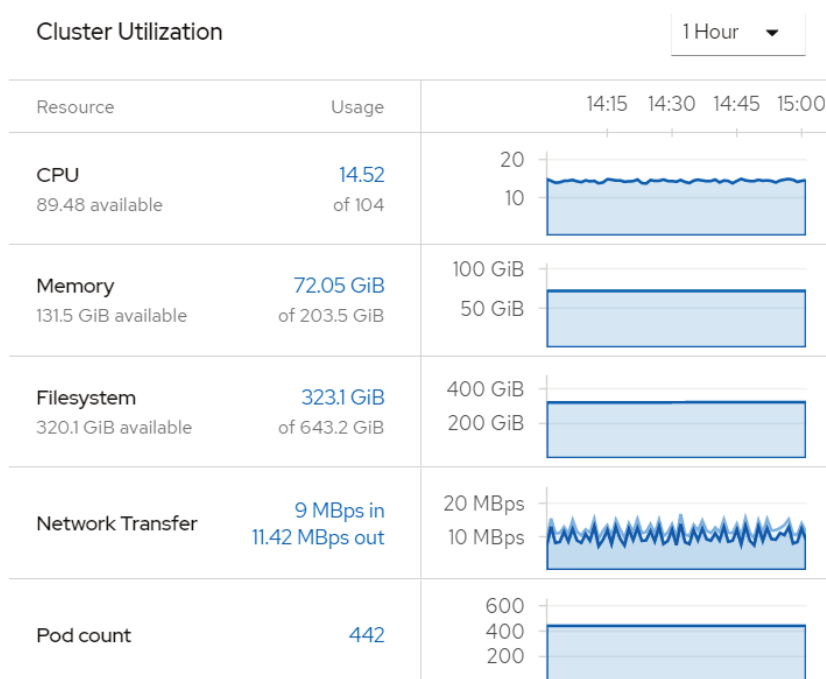 Cluster Utilization
1 Hour
Resource Usage 14:15 14:30 14:45 15:00
CPU 14.52 20
89.48 available of 104 10
Memory 72.05 GiB 100 GiB
131.5 GiB available of 203.5 GiB 50 GiB
Filesystem 323.1 GiB 400 GiB
320.1 GiB available of 643.2 GiB 200 GiB
Network Transfer 9 MBps in 20 MBps
11.42 MBps out 10 MBps
600
Pod count 442 400
200